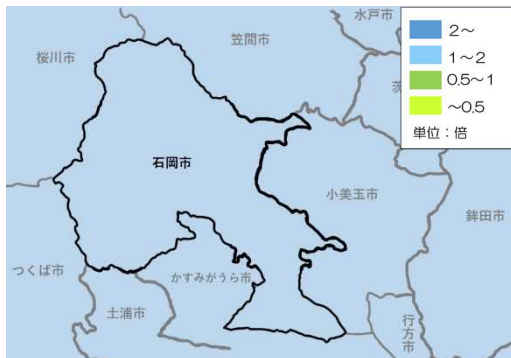 水戸市
笠間市
桜川市
2～
1～2
0.5～1
～0.5
単位：倍
茨
石岡市
小美玉市
鉾田市
つくば市
かすみがうら市
土浦市
行方市